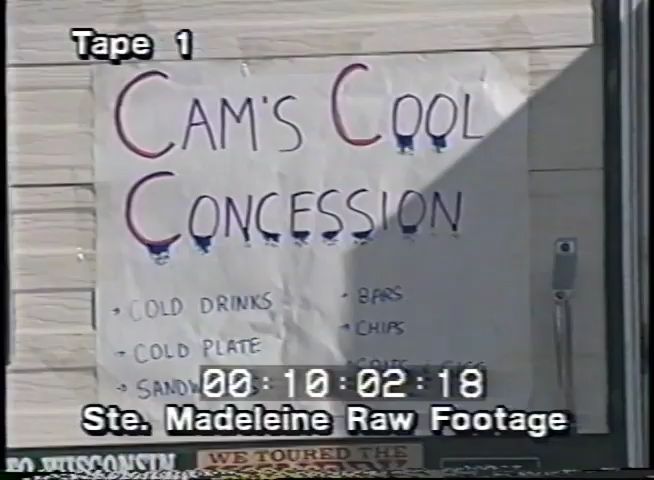 Tape 1
CAM'S COOL
CONCESSION
COLD DRINKS
BARS
COLD PLATE
CHIPS
00:10:02:18
Ste. Madeleine Raw Footage
WISCONSIN
WE TOURED THE